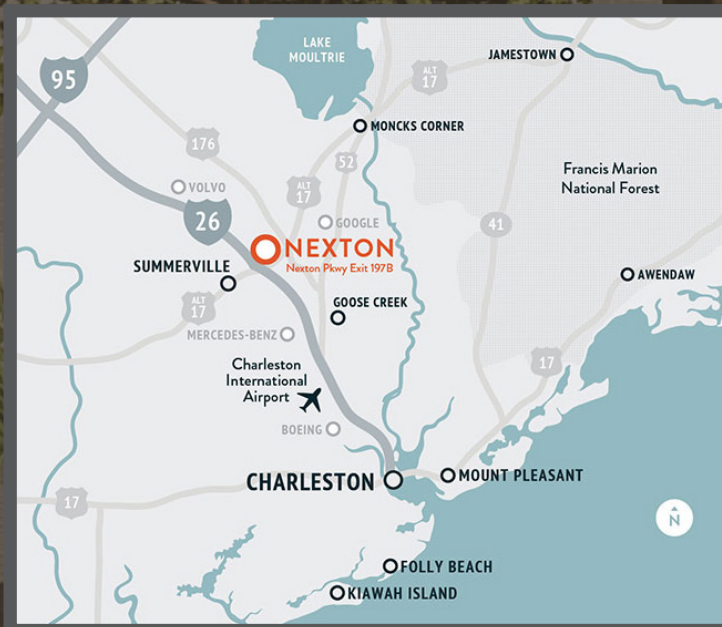 LAKE
MOULTRIE
JAMESTOWN
95
ALT
17
MONCKS CORNER
176
52
Francis Marion
National Forest
VOLVO
ALT
17
26
GOOGLE
41
NEXTON
Nexton Pkwy Exit 197B
SUMMERVILLE
AWENDAW
ALT
17
GOOSE CREEK
MERCEDES-BENZ
17
Charleston
International
Airport
BOEING
CHARLESTON
MOUNT PLEASANT
17
N
FOLLY BEACH
KIAWAH ISLAND